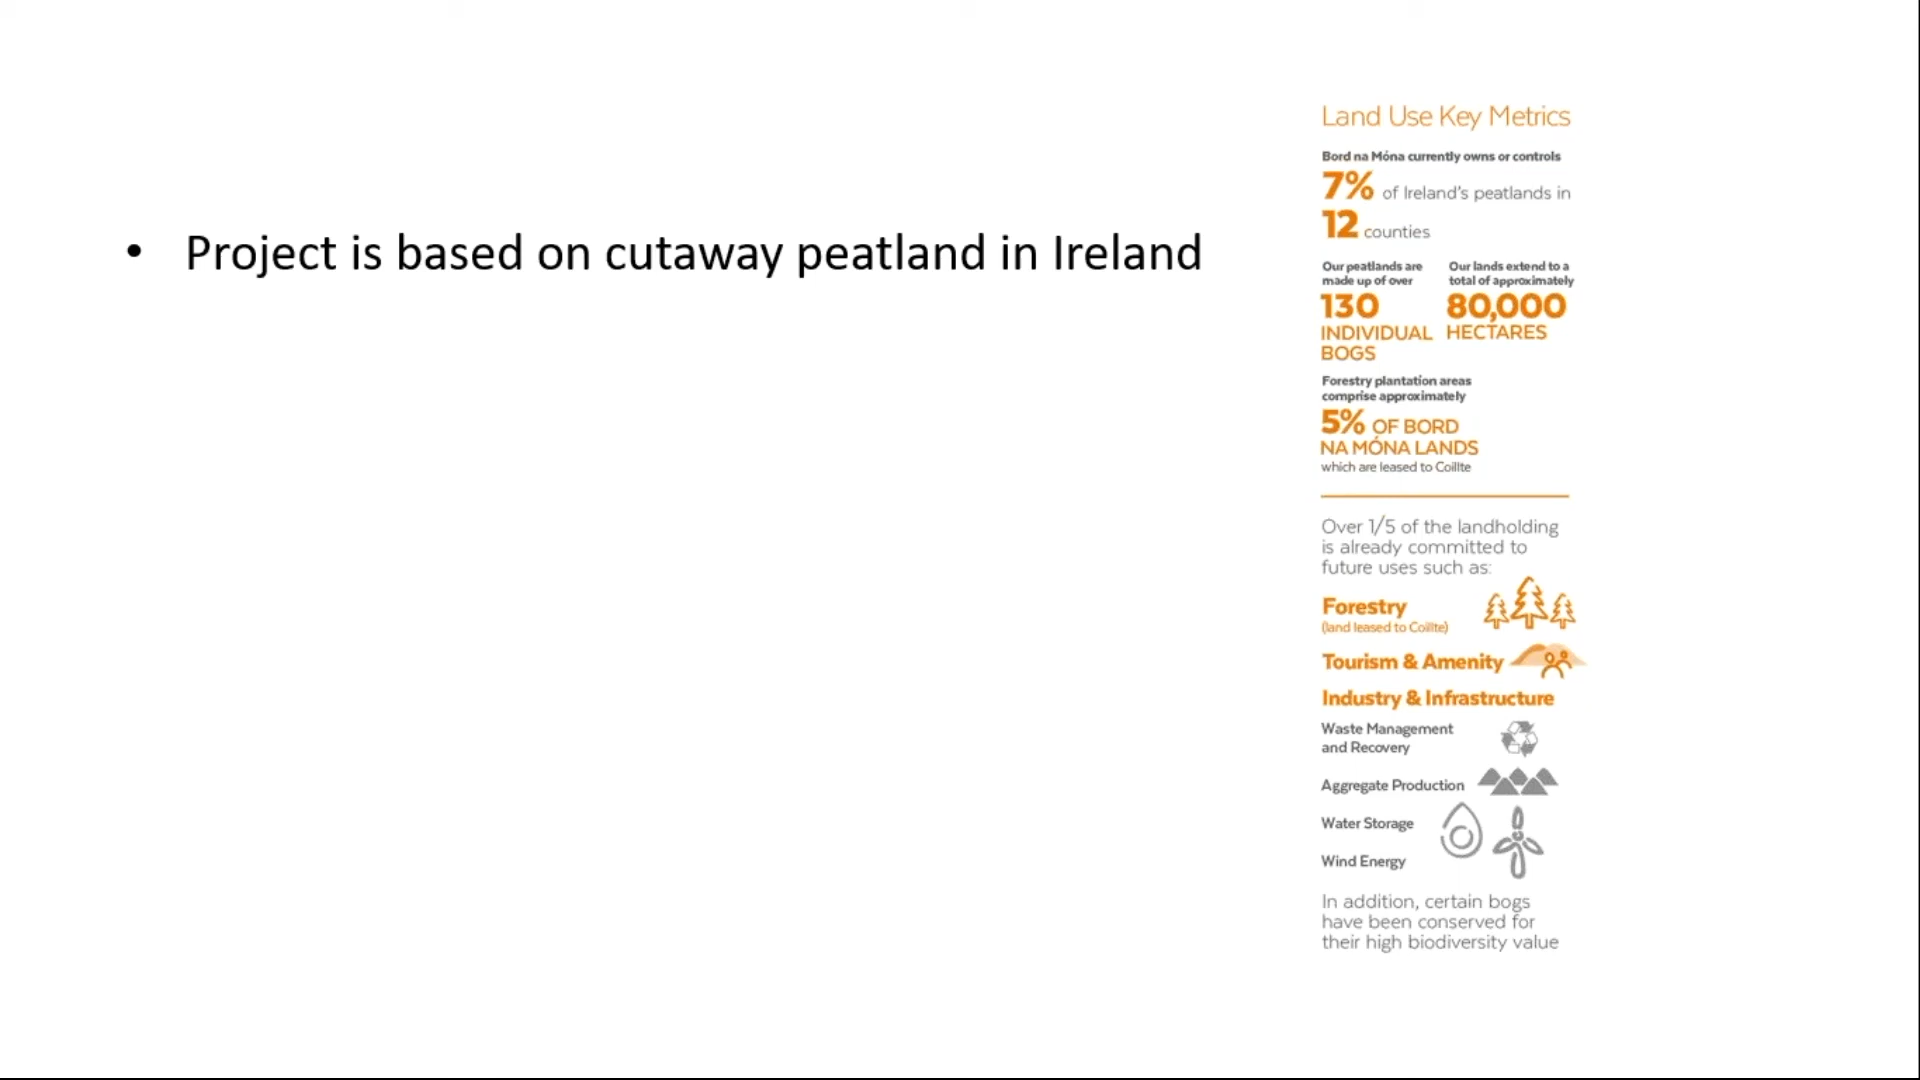 • Project is based on cutaway peatland in Ireland
Land Use Key Metrics
Bord na Móna currently owns or controls
7% of Ireland's peatlands in
12 counties
Our peatlands are
made up of over
130
INDIVIDUAL
BOGS
Our lands extend to a
total of approximately
80,000
HECTARES
Forestry plantation areas
comprise approximately
5% OF BORD
NA MÓNA LANDS
which are leased to Coillte
Over 1/5 of the landholding
is already committed to
future uses such as:
Forestry
(land leased to Coillte)
Tourism & Amenity
Industry & Infrastructure
Waste Management
and Recovery
Aggregate Production
Water Storage
Wind Energy
In addition, certain bogs
have been conserved for
their high biodiversity value